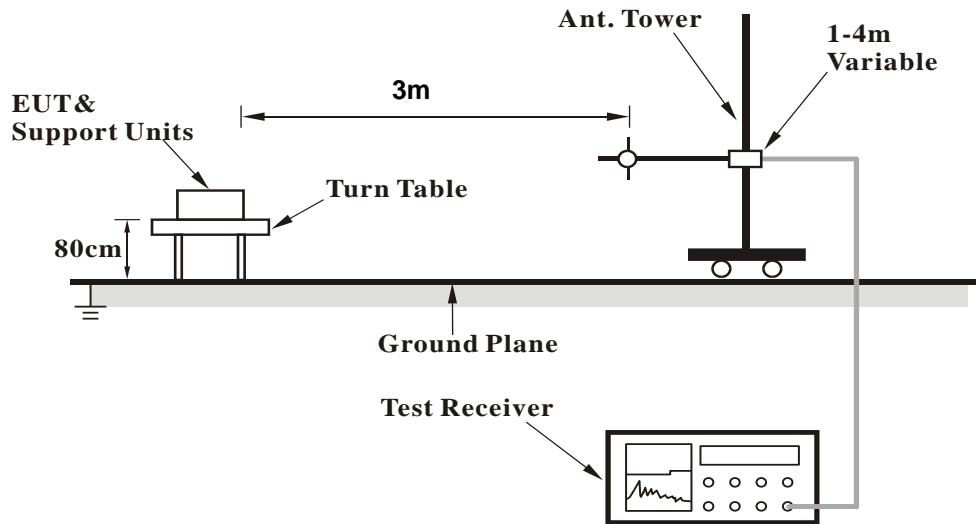 Ant. Tower
1-4m
Variable
3m
EUT&
Support Units
Turn Table
80cm
Ground Plane
Test Receiver